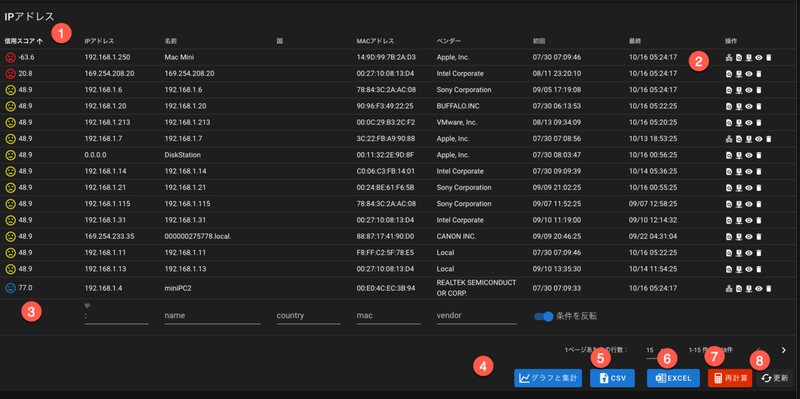 IPアドレス
1
信用スコア IPアドレス 名前 国 MACアドレス ベンダー 初回 最終 操作
-63.6 192.168.1.250 Mac Mini 14:9D:99:7B:2A:D3 Apple, Inc. 07/30 07:09:46 10/16 05:24:17
2
20.8 169.254.208.20 169.254.208.20 00:27:10:08:13:D4 Intel Corporate 08/11 23:20:10 10/16 05:24:17
48.9 192.168.1.6 192.168.1.6 78:84:3C:2A:AC:08 Sony Corporation 09/05 17:19:08 10/16 05:24:17
48.9 192.168.1.20 192.168.1.20 90:96:F3:49:22:25 BUFFALO.INC 07/30 06:13:53 10/16 05:22:25
48.9 192.168.1.213 192.168.1.213 00:0C:29:B3:2C:F2 VMware, Inc. 08/13 09:34:09 10/16 05:20:25
48.9 192.168.1.7 192.168.1.7 3C:22:FB:A9:90:88 Apple, Inc. 07/30 07:08:56 10/13 18:53:25
48.9 0.0.0.0 DiskStation 00:11:32:2E:9D:8F Apple, Inc. 07/30 08:03:47 10/16 00:56:25
48.9 192.168.1.14 192.168.1.14 C0:06:C3:FB:14:01 Intel Corporate 07/30 09:09:39 10/14 05:36:25
48.9 192.168.1.21 192.168.1.21 00:24:BE:61:F6:5B Sony Corporation 09/09 21:02:25 10/16 00:55:25
48.9 192.168.1.115 192.168.1.115 78:84:3C:2A:AC:08 Sony Corporation 09/07 11:52:25 09/07 12:58:25
48.9 192.168.1.31 192.168.1.31 00:27:10:08:13:D4 Intel Corporate 09/10 11:19:00 09/10 12:14:32
48.9 169.254.233.35 000000275778.local. 88:87:17:41:90:D0 CANON INC. 09/09 20:46:25 09/22 04:31:04
48.9 192.168.1.11 192.168.1.11 F8:FF:C2:5F:78:E5 Local 07/30 07:09:46 10/16 05:22:25
48.9 192.168.1.13 192.168.1.13 00:27:10:08:13:D4 Local 09/10 13:35:30 10/14 11:54:25
77.0 192.168.1.4 miniPC2 00:E0:4C:EC:3B:94 REALTEK SEMICONDUCT OR CORP. 07/30 07:09:33 10/16 05:24:17
3
ip
: name country mac vendor 条件を反転
1ページあた の行数： 15 1-15 件 8件
4 5 6 7 8
グラフと集計 CSV EXCEL 再計算 更新